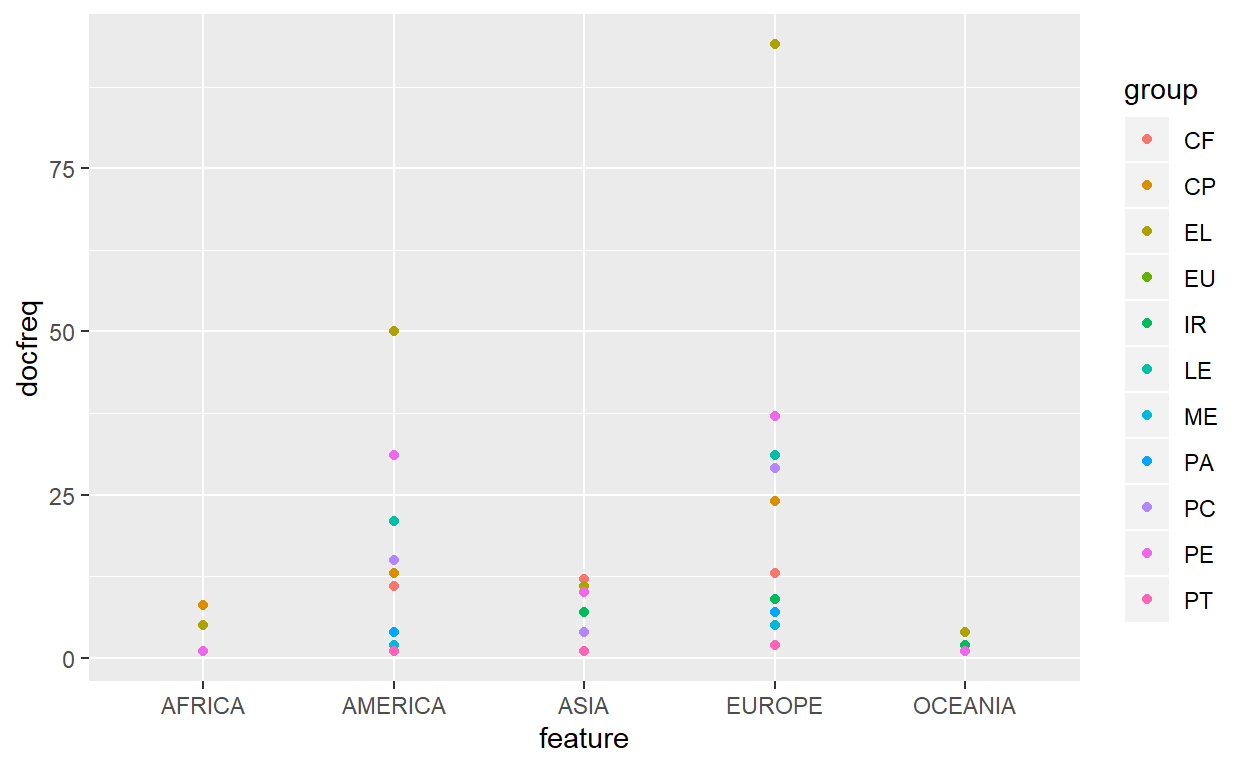 group
CF
CP
EL
EU
IR
LE
ME
PA
PC
PE
PT
docfreq
75
50
25
0
AFRICA AMERICA ASIA EUROPE OCEANIA
feature